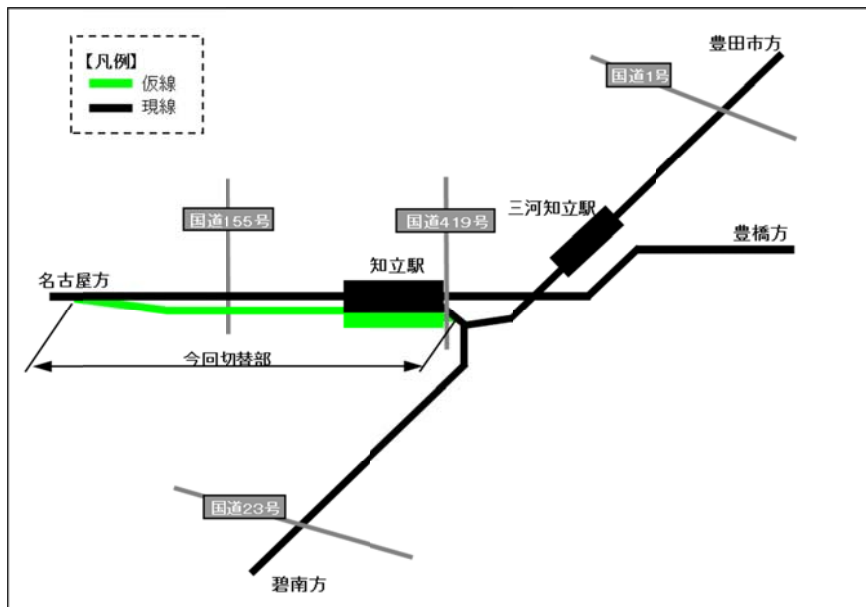 【凡例】
仮線
現線
豊田市方
国道1号
三河知立駅
国道155号
国道419号
豊橋方
知立駅
名古屋方
今回切替部
国道23号
碧南方